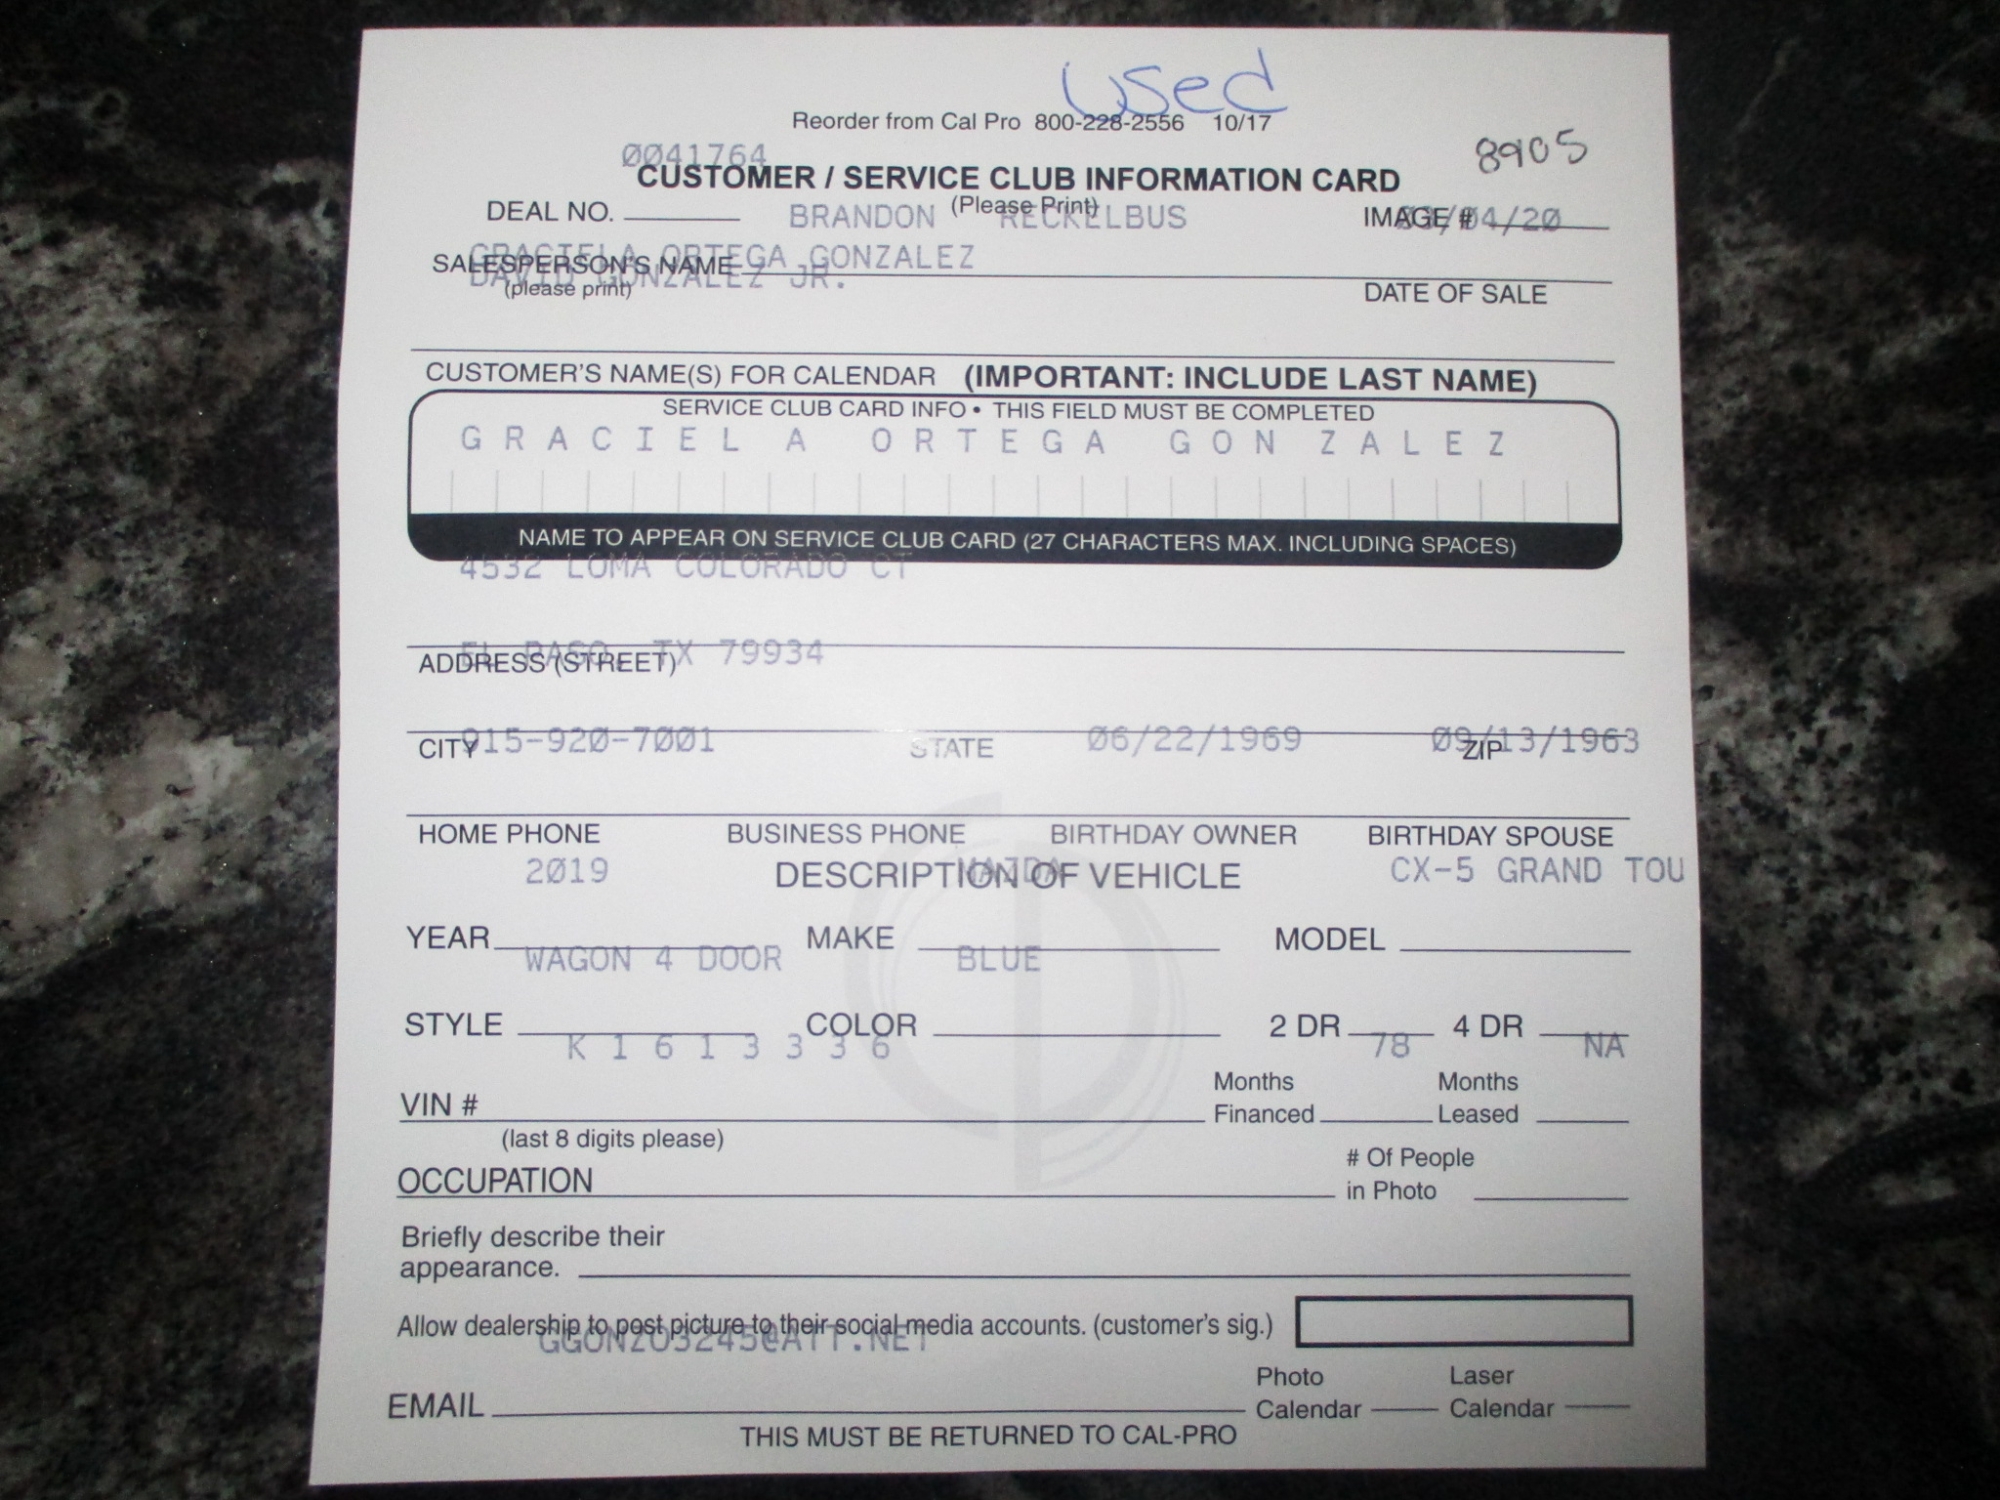 used
Reorder from Cal Pro 800-228-2556 10/17
0041764
8905
CUSTOMER / SERVICE CLUB INFORMATION CARD
(Please Print)
DEAL NO. BRANDON RECKELBUS IMAGE # 03/04/20
GRACIELA ORTEGA GONZALEZ
SALESPERSON'S NAME
DAVID GONZALEZ JR.
(please print) DATE OF SALE
CUSTOMER'S NAME(S) FOR CALENDAR (IMPORTANT: INCLUDE LAST NAME)
SERVICE CLUB CARD INFO • THIS FIELD MUST BE COMPLETED
GRACIELA ORTEGA GONZALEZ
NAME TO APPEAR ON SERVICE CLUB CARD (27 CHARACTERS MAX. INCLUDING SPACES)
4532 LOMA COLORADO CT
EL PASO, TX 79934
ADDRESS (STREET)
915-920-7001 06/22/1969 09/13/1963
CITY STATE ZIP
HOME PHONE BUSINESS PHONE BIRTHDAY OWNER BIRTHDAY SPOUSE
2019 MAZDA CX-5 GRAND TOU
DESCRIPTION OF VEHICLE
YEAR MAKE MODEL
WAGON 4 DOOR BLUE
STYLE COLOR 2 DR 4 DR
K1613336 78 NA
VIN # Months Financed Months Leased
(last 8 digits please)
OCCUPATION # Of People in Photo
Briefly describe their
appearance.
Allow dealership to post picture to their social media accounts. (customer's sig.)
GGONZO3245@ATT.NET
EMAIL Photo Calendar Laser Calendar
THIS MUST BE RETURNED TO CAL-PRO